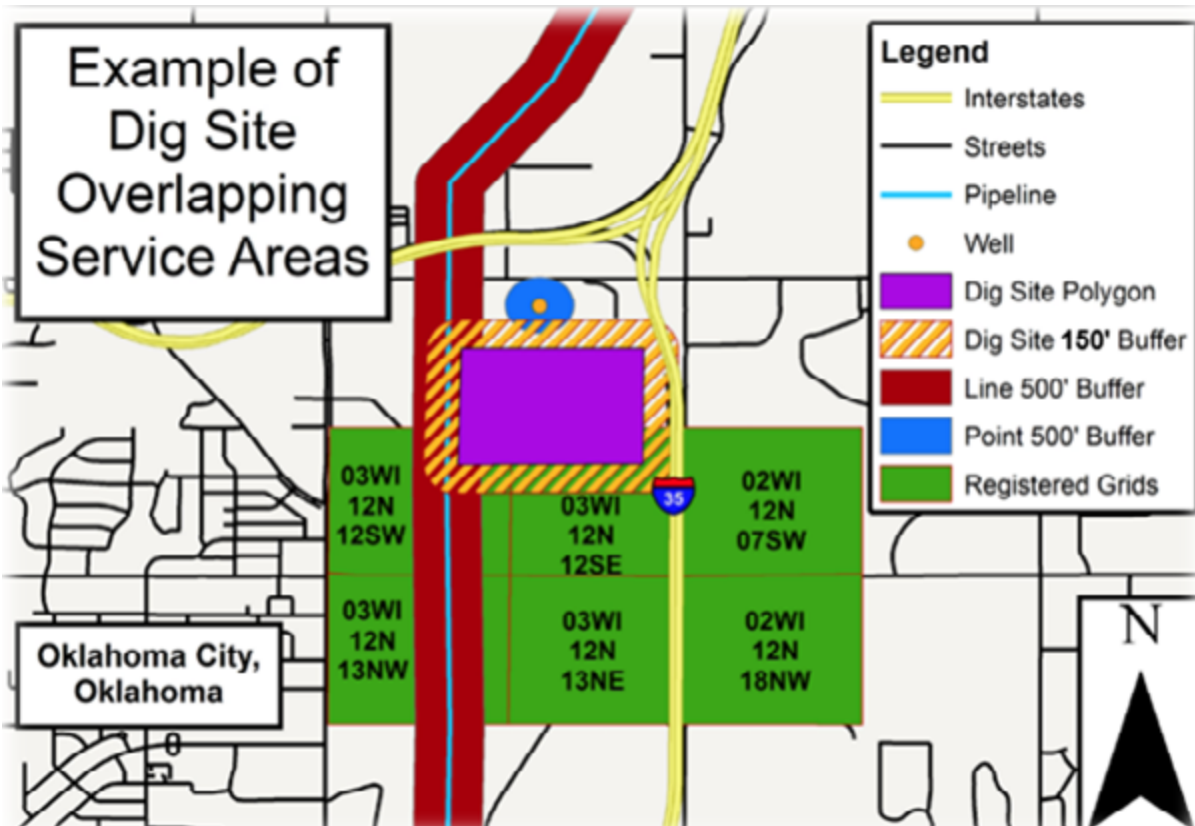 Example of
Dig Site
Overlapping
Service Areas
Legend
Interstates
Streets
Pipeline
Well
Dig Site Polygon
Dig Site 150' Buffer
Line 500' Buffer
Point 500' Buffer
Registered Grids
03WI
12N
12SW
03WI
12N
12SE
35
02WI
12N
07SW
03WI
12N
13NW
03WI
12N
13NE
02WI
12N
18NW
Oklahoma City,
Oklahoma
N